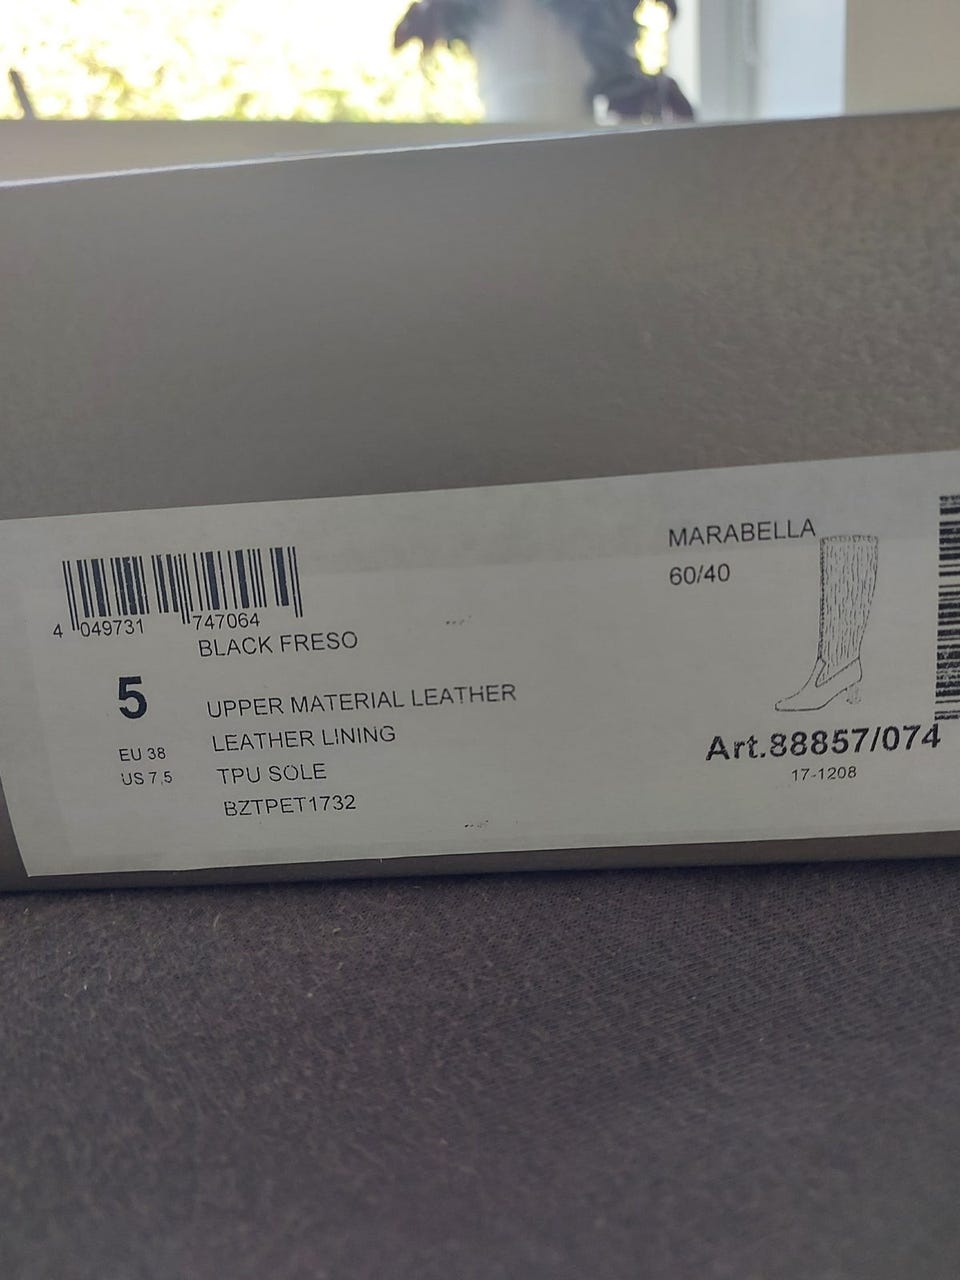 4 049731 747064
BLACK FRESO
5
EU 38
US 7,5
UPPER MATERIAL LEATHER
LEATHER LINING
TPU SOLE
BZTPET1732
MARABELLA
60/40
Art.88857/074
17-1208